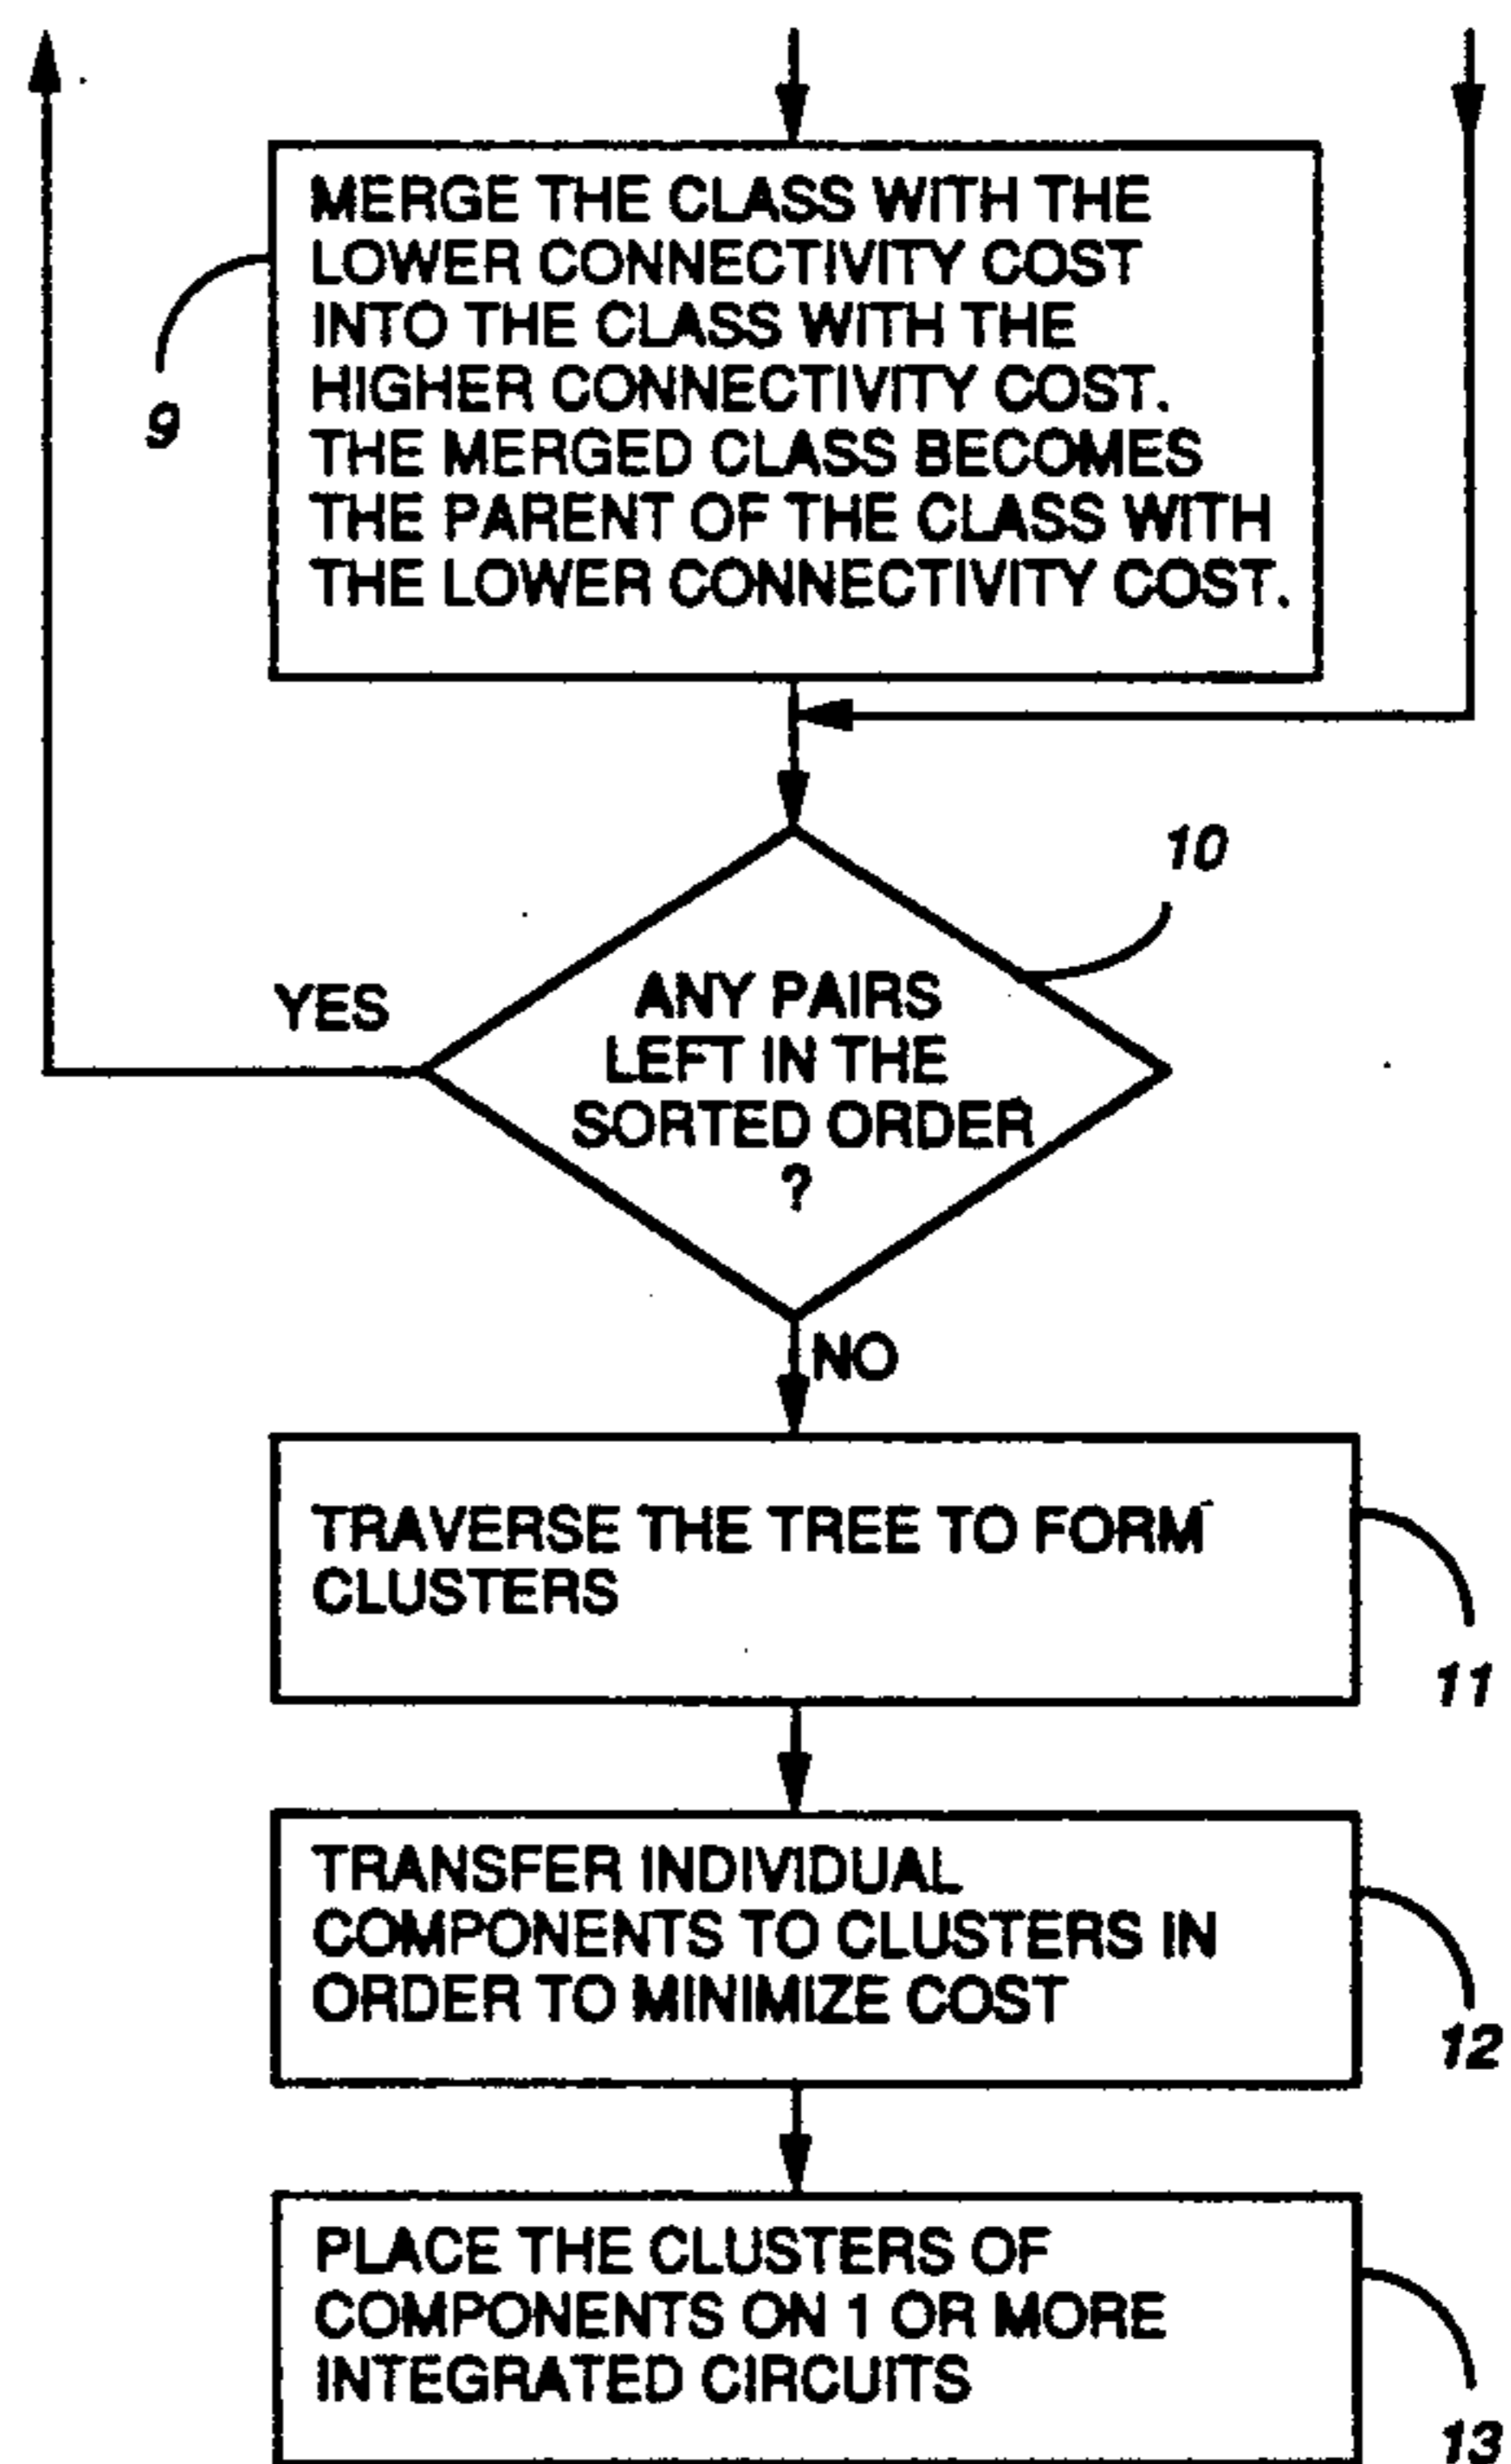 MERGE THE CLASS WITH THE
LOWER CONNECTIVITY COST
INTO THE CLASS WITH THE
HIGHER CONNECTIVITY COST.
THE MERGED CLASS BECOMES
THE PARENT OF THE CLASS WITH
THE LOWER CONNECTIVITY COST.
9
10
YES
ANY PAIRS
LEFT IN THE
SORTED ORDER
?
NO
TRAVERSE THE TREE TO FORM
CLUSTERS
11
TRANSFER INDIVIDUAL
COMPONENTS TO CLUSTERS IN
ORDER TO MINIMIZE COST
12
PLACE THE CLUSTERS OF
COMPONENTS ON 1 OR MORE
INTEGRATED CIRCUITS
13